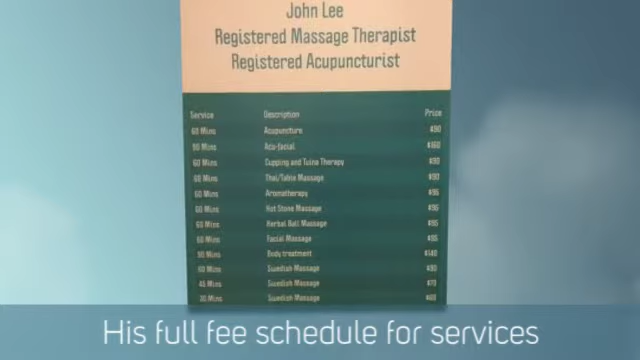 John Lee
Registered Massage Therapist
Registered Acupuncturist
Service Description Price
60 Mins Acupuncture $90
90 Mins Acu-facial $160
60 Mins Cupping and Tuina Therapy $90
60 Mins Thai/Table Massage $90
60 Mins Aromatherapy $95
60 Mins Hot Stone Massage $95
60 Mins Herbal Ball Massage $95
60 Mins Facial Massage $95
90 Mins Body treatment $140
60 Mins Swedish Massage $90
45 Mins Swedish Massage $70
30 Mins Swedish Massage $60
His full fee schedule for services